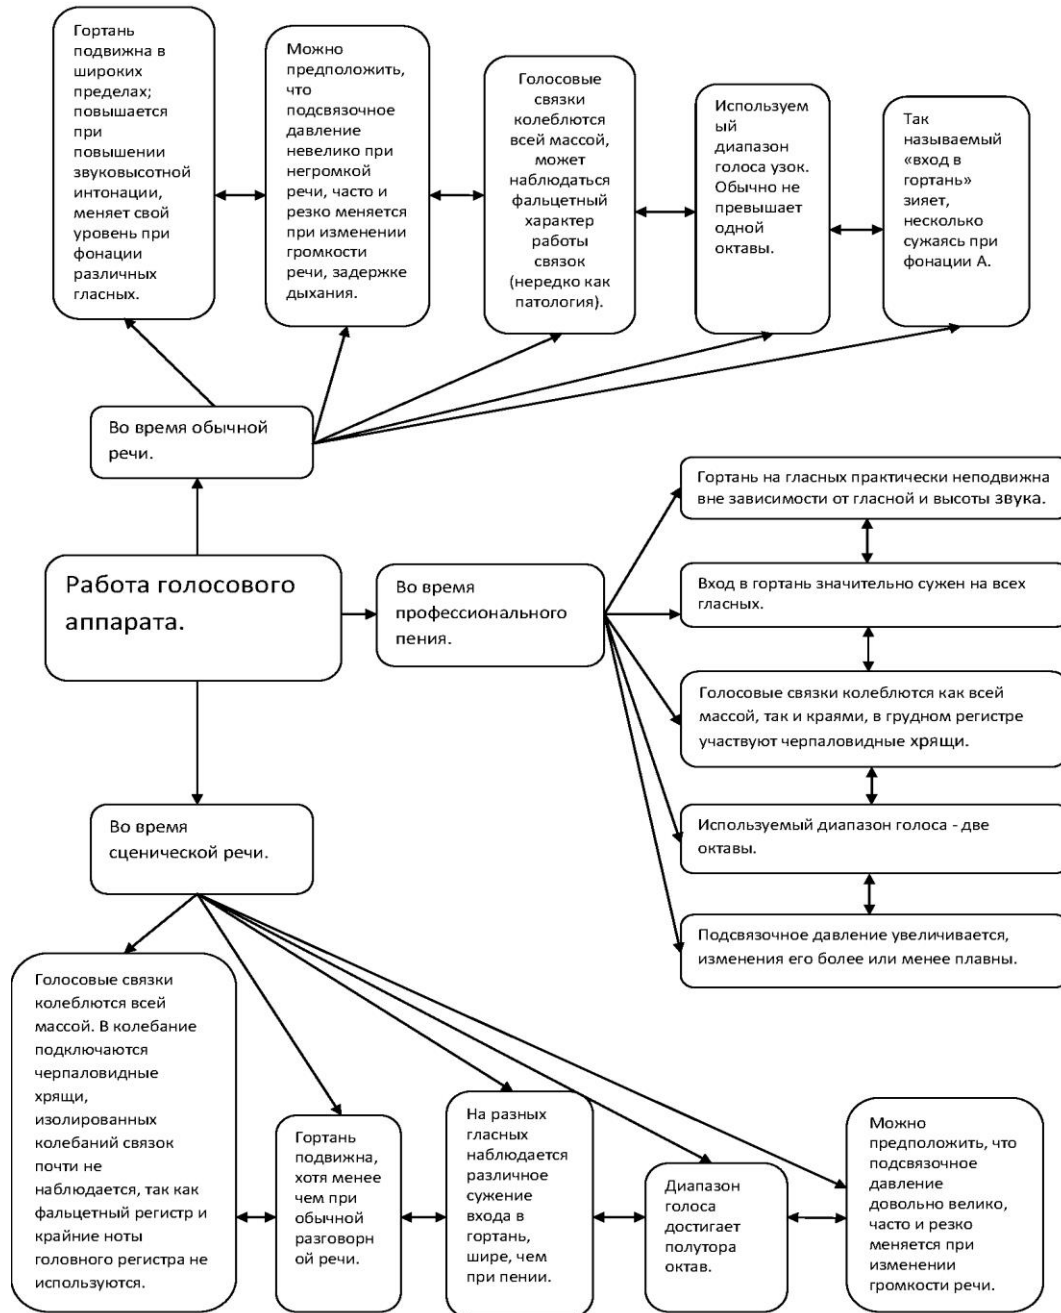 Гортань
подвижна в
широких
пределах;
повышается
при
повышении
звуковысотной
интонации,
меняет свой
уровень при
фонации
различных
гласных.
Можно
предположить,
что
подсвязочное
давление
невелико при
негромкой
речи, часто и
резко меняется
при изменении
громкости
речи, задержке
дыхания.
Голосовые
связки
колеблются
всей массой,
может
наблюдаться
фальцетный
характер
работы
связок
(нередко как
патология).
Используем
ый
диапазон
голоса узок.
Обычно не
превышает
одной
октавы.
Так
называемый
«вход в
гортань»
зияет,
несколько
сужаясь при
фонации А.
Во время обычной
речи.
Работа голосового
аппарата.
Во время
профессионального
пения.
Гортань на гласных практически неподвижна
вне зависимости от гласной и высоты звука.
Вход в гортань значительно сужен на всех
гласных.
Голосовые связки колеблются как всей
массой, так и краями, в грудном регистре
участвуют черпаловидные хрящи.
Используемый диапазон голоса - две
октавы.
Подсвязочное давление увеличивается,
изменения его более или менее плавны.
Во время
сценической речи.
Голосовые связки
колеблются всей
массой. В колебание
подключаются
черпаловидные
хрящи,
изолированных
колебаний связок
почти не
наблюдается, так как
фальцетный регистр и
крайние ноты
головного регистра не
используются.
Гортань
подвижна,
хотя менее
чем при
обычной
разговорн
ой речи.
На разных
гласных
наблюдается
различное
сужение
входа в
гортань,
шире, чем
при пении.
Диапазон
голоса
достигает
полутора
октав.
Можно
предположить, что
подсвязочное
давление
довольно велико,
часто и резко
меняется при
изменении
громкости речи.